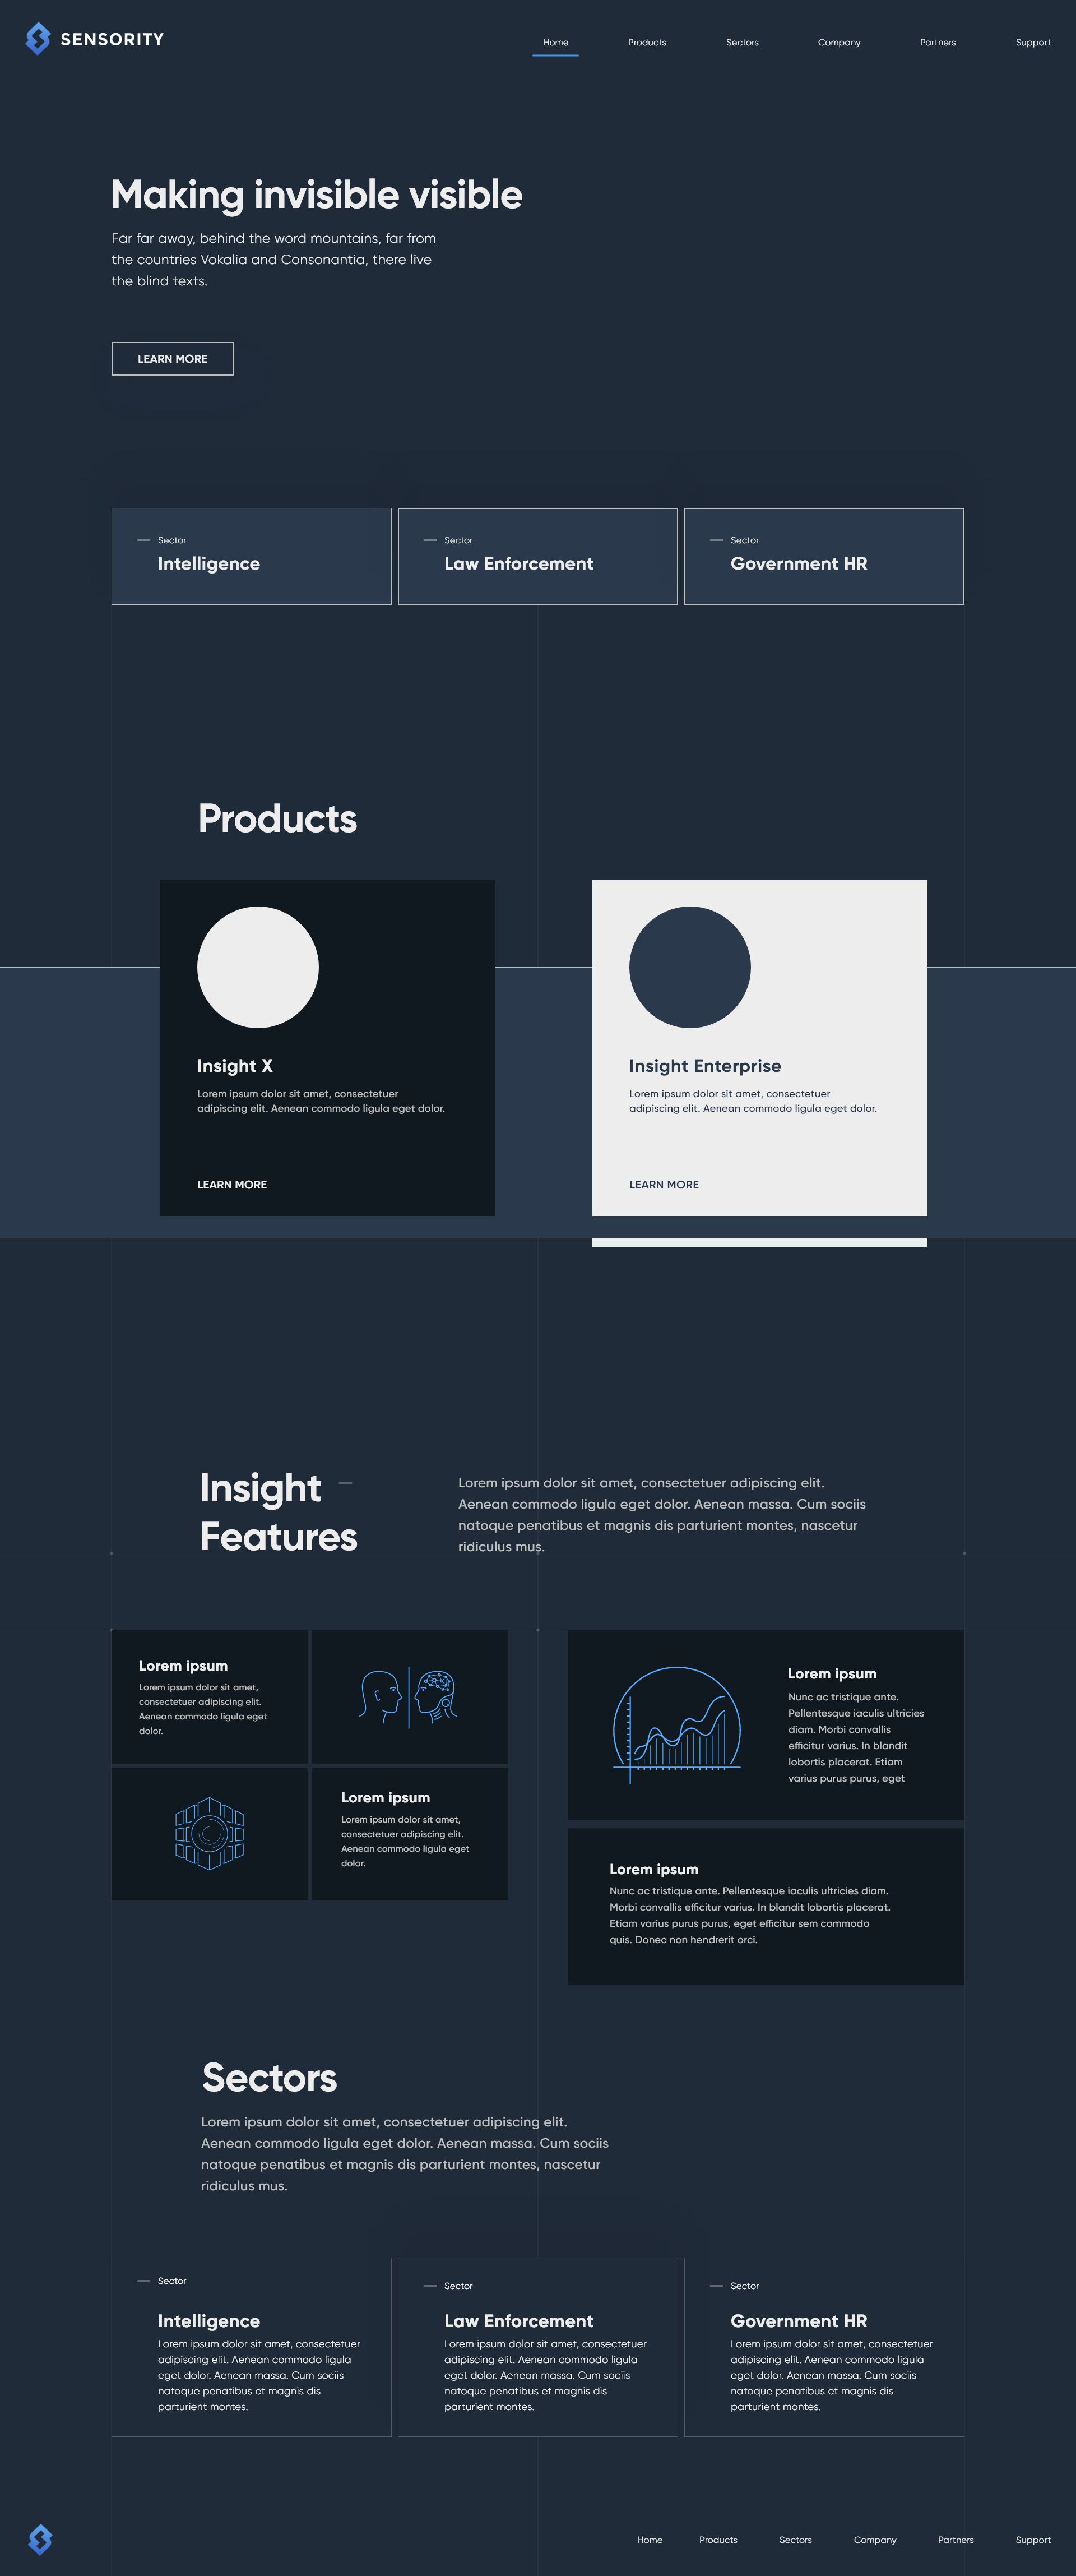 SENSORITY
Home
Products
Sectors
Company
Partners
Support
Making invisible visible
Far far away, behind the word mountains, far from
the countries Vokalia and Consonantia, there live
the blind texts.
LEARN MORE
Sector
Intelligence
Sector
Law Enforcement
Sector
Government HR
Products
Insight X
Lorem ipsum dolor sit amet, consectetuer
adipiscing elit. Aenean commodo ligula eget dolor.
LEARN MORE
Insight Enterprise
Lorem ipsum dolor sit amet, consectetuer
adipiscing elit. Aenean commodo ligula eget dolor.
LEARN MORE
Insight
Features
Lorem ipsum dolor sit amet, consectetuer adipiscing elit.
Aenean commodo ligula eget dolor. Aenean massa. Cum sociis
natoque penatibus et magnis dis parturient montes, nascetur
ridiculus mus.
Lorem ipsum
Lorem ipsum dolor sit amet,
consectetuer adipiscing elit.
Aenean commodo ligula eget
dolor.
Lorem ipsum
Lorem ipsum dolor sit amet,
consectetuer adipiscing elit.
Aenean commodo ligula eget
dolor.
Lorem ipsum
Nunc ac tristique ante.
Pellentesque iaculis ultricies
diam. Morbi convallis
efficitur varius. In blandit
lobortis placerat. Etiam
varius purus purus, eget
Lorem ipsum
Nunc ac tristique ante. Pellentesque iaculis ultricies diam.
Morbi convallis efficitur varius. In blandit lobortis placerat.
Etiam varius purus purus, eget efficitur sem commodo
quis. Donec non hendrerit orci.
Sectors
Lorem ipsum dolor sit amet, consectetuer adipiscing elit.
Aenean commodo ligula eget dolor. Aenean massa. Cum sociis
natoque penatibus et magnis dis parturient montes, nascetur
ridiculus mus.
Sector
Intelligence
Lorem ipsum dolor sit amet, consectetuer
adipiscing elit. Aenean commodo ligula
eget dolor. Aenean massa. Cum sociis
natoque penatibus et magnis dis
parturient montes.
Sector
Law Enforcement
Lorem ipsum dolor sit amet, consectetuer
adipiscing elit. Aenean commodo ligula
eget dolor. Aenean massa. Cum sociis
natoque penatibus et magnis dis
parturient montes.
Sector
Government HR
Lorem ipsum dolor sit amet, consectetuer
adipiscing elit. Aenean commodo ligula
eget dolor. Aenean massa. Cum sociis
natoque penatibus et magnis dis
parturient montes.
Home
Products
Sectors
Company
Partners
Support